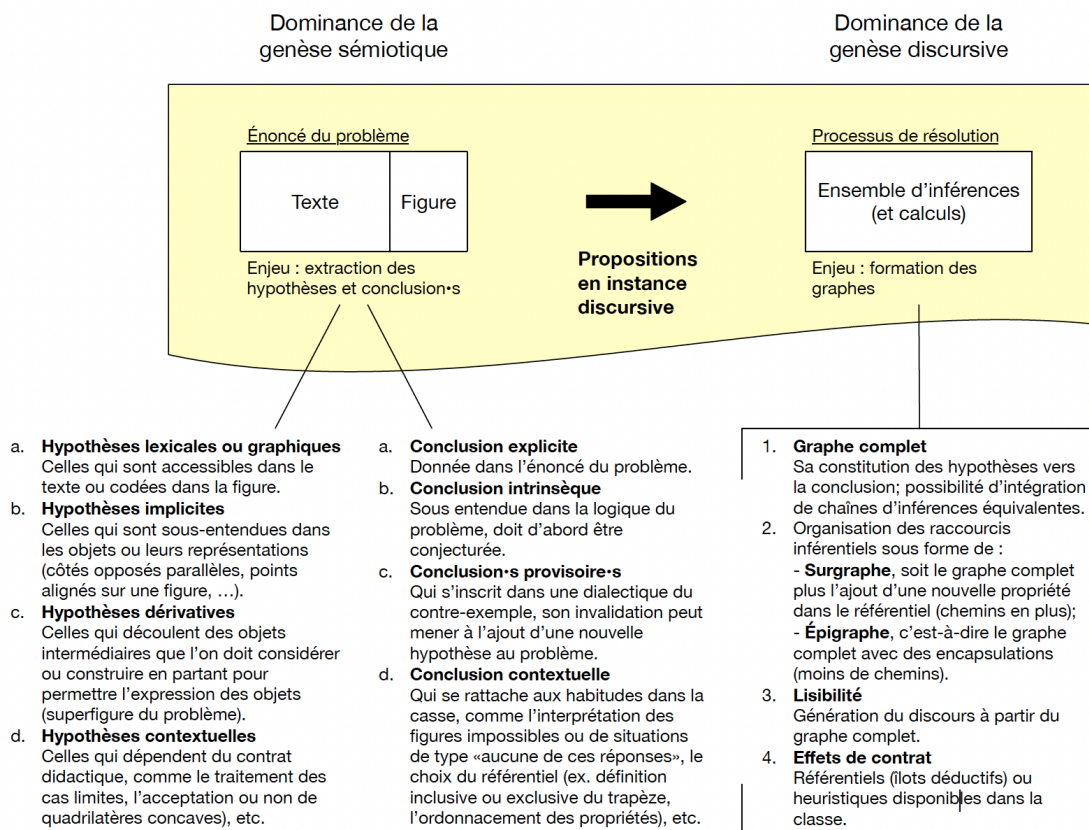 Dominance de la
genèse sémiotique
Dominance de la
genèse discursive
Énoncé du problème
Texte
Figure
Enjeu : extraction des
hypothèses et conclusion•s
Propositions
en instance
discursive
Processus de résolution
Ensemble d’inférences
(et calculs)
Enjeu : formation des
graphes
a. Hypothèses lexicales ou graphiques
Celles qui sont accessibles dans le
texte ou codées dans la figure.
b. Hypothèses implicites
Celles qui sont sous-entendues dans
les objets ou leurs représentations
(côtés opposés parallèles, points
alignés sur une figure, …).
c. Hypothèses dérivatives
Celles qui découlent des objets
intermédiaires que l’on doit considérer
ou construire en partant pour
permettre l’expression des objets
(superfigure du problème).
d. Hypothèses contextuelles
Celles qui dépendent du contrat
didactique, comme le traitement des
cas limites, l’acceptation ou non de
quadrilatères concaves), etc.
a. Conclusion explicite
Donnée dans l’énoncé du problème.
b. Conclusion intrinsèque
Sous entendue dans la logique du
problème, doit d’abord être
conjecturée.
c. Conclusion•s provisoire•s
Qui s’inscrit dans une dialectique du
contre-exemple, son invalidation peut
mener à l’ajout d’une nouvelle
hypothèse au problème.
d. Conclusion contextuelle
Qui se rattache aux habitudes dans la
casse, comme l’interprétation des
figures impossibles ou de situations
de type «aucune de ces réponses», le
choix du référentiel (ex. définition
inclusive ou exclusive du trapèze,
l’ordonnacement des propriétés), etc.
1. Graphe complet
Sa constitution des hypothèses vers
la conclusion; possibilité d’intégration
de chaînes d’inférences équivalentes.
2. Organisation des raccourcis
inférentiels sous forme de :
- Surgraphe, soit le graphe complet
plus l’ajout d’une nouvelle propriété
dans le référentiel (chemins en plus);
- Épigraphe, c’est-à-dire le graphe
complet avec des encapsulations
(moins de chemins).
3. Lisibilité
Génération du discours à partir du
graphe complet.
4. Effets de contrat
Référentiels (îlots déductifs) ou
heuristiques disponibles dans la
classe.